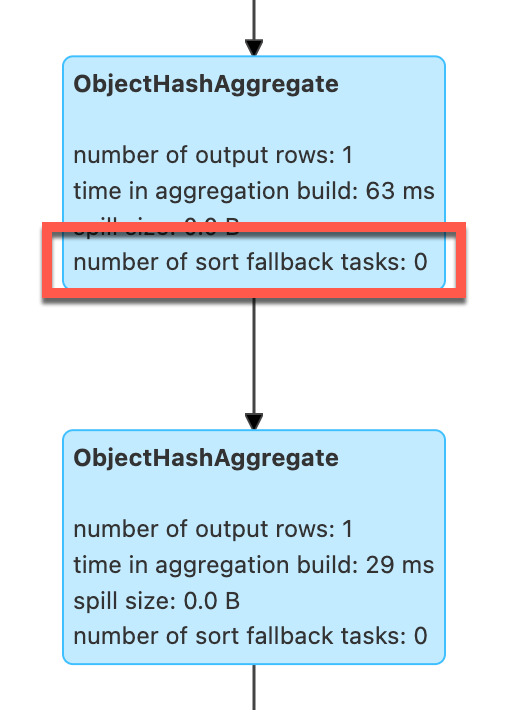 ObjectHashAggregate
number of output rows: 1
time in aggregation build: 63 ms
spill size: 0.0 B
number of sort fallback tasks: 0
ObjectHashAggregate
number of output rows: 1
time in aggregation build: 29 ms
spill size: 0.0 B
number of sort fallback tasks: 0